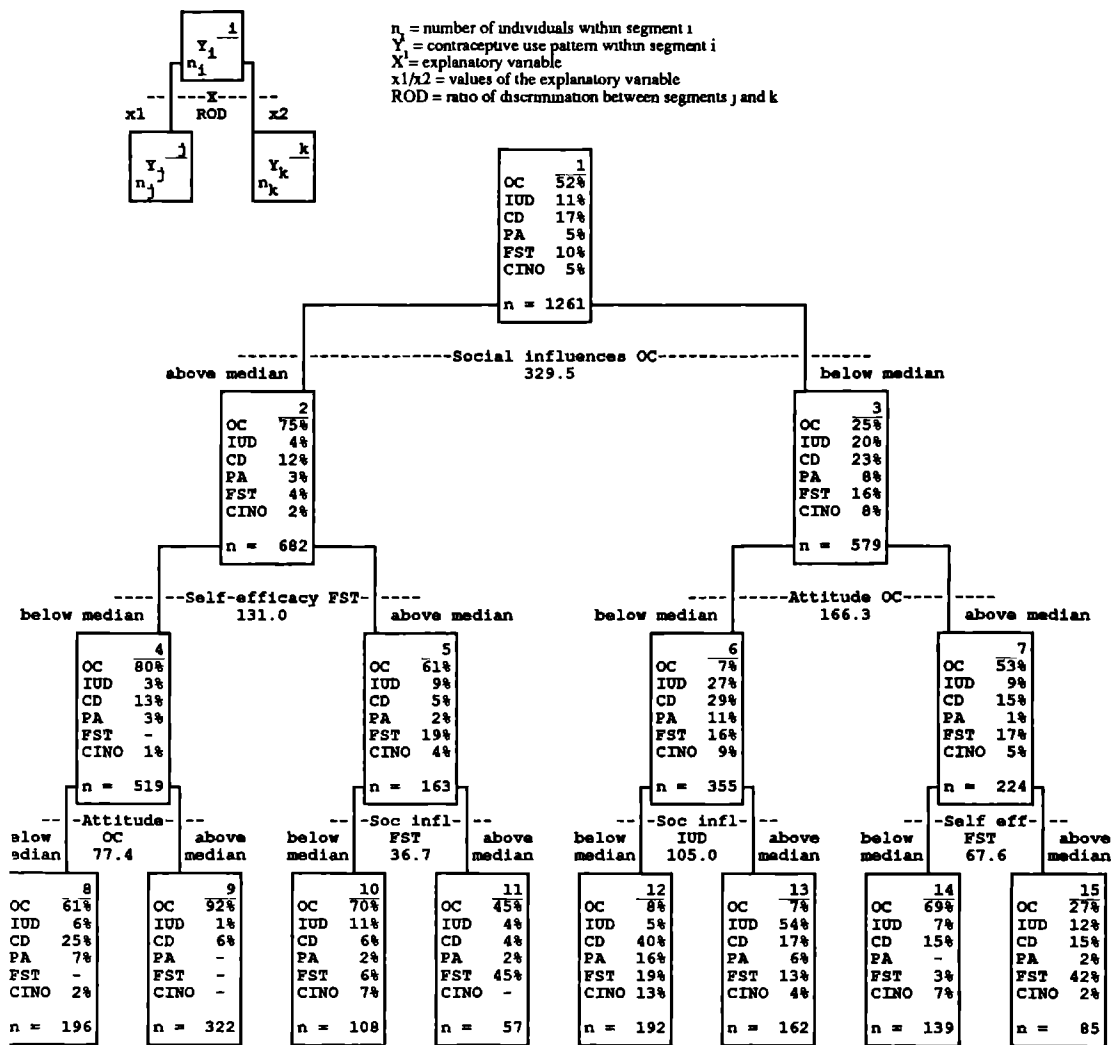 i
Yi
ni
n_i = number of individuals within segment i
Y_i = contraceptive use pattern within segment i
X = explanatory variable
x1/x2 = values of the explanatory variable
ROD = ratio of discrimination between segments j and k
X
x1 ROD x2
j k
Yj Yk
nj nk
1
OC 52%
IUD 11%
CD 17%
PA 5%
FST 10%
CINO 5%
n = 1261
Social influences OC
above median 329.5 below median
2
OC 75%
IUD 4%
CD 12%
PA 3%
FST 4%
CINO 2%
n = 682
3
OC 25%
IUD 20%
CD 23%
PA 8%
FST 16%
CINO 8%
n = 579
Self-efficacy FST
below median 131.0 above median
Attitude OC
below median 166.3 above median
4
OC 80%
IUD 3%
CD 13%
PA 3%
FST -
CINO 1%
n = 519
5
OC 61%
IUD 9%
CD 5%
PA 2%
FST 19%
CINO 4%
n = 163
6
OC 7%
IUD 27%
CD 29%
PA 11%
FST 16%
CINO 9%
n = 355
7
OC 53%
IUD 9%
CD 15%
PA 1%
FST 17%
CINO 5%
n = 224
-Attitude-
elow OC above
edian 77.4 median
-Soc infl-
below FST above
median 36.7 median
-Soc infl-
below IUD above
median 105.0 median
-Self eff-
below FST above
median 67.6 median
8
OC 61%
IUD 6%
CD 25%
PA 7%
FST -
CINO 2%
n = 196
9
OC 92%
IUD 1%
CD 6%
PA -
FST -
CINO -
n = 322
10
OC 70%
IUD 11%
CD 6%
PA 2%
FST 6%
CINO 7%
n = 108
11
OC 45%
IUD 4%
CD 4%
PA 2%
FST 45%
CINO -
n = 57
12
OC 8%
IUD 5%
CD 40%
PA 16%
FST 19%
CINO 13%
n = 192
13
OC 7%
IUD 54%
CD 17%
PA 6%
FST 13%
CINO 4%
n = 162
14
OC 69%
IUD 7%
CD 15%
PA -
FST 3%
CINO 7%
n = 139
15
OC 27%
IUD 12%
CD 15%
PA 2%
FST 42%
CINO 2%
n = 85